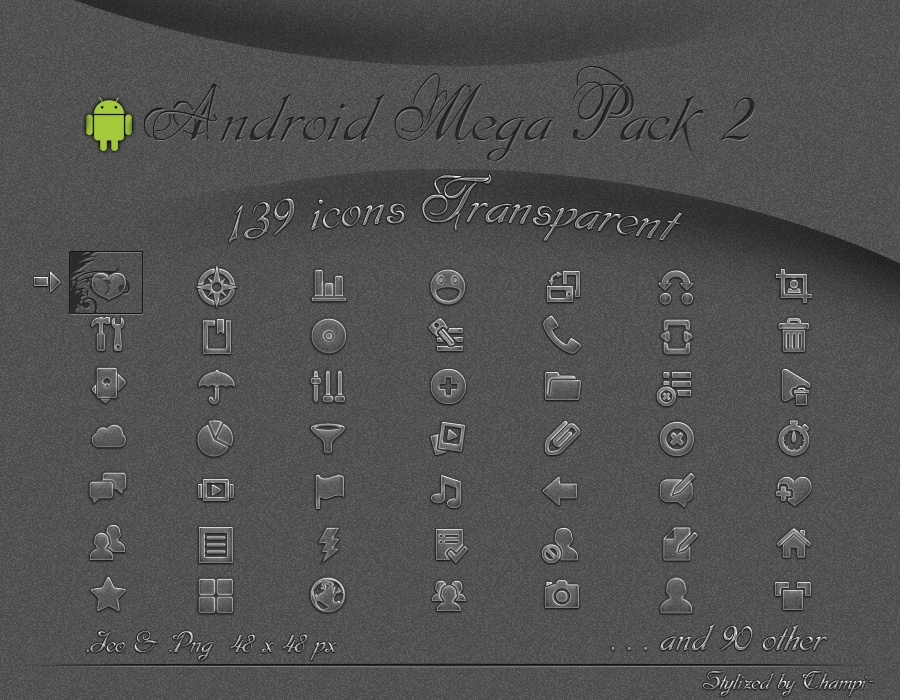 Android Mega Pack 2
139 icons Transparent
.Ico & .Png 48 x 48 px
. . . and 90 other
Stylized by Champi